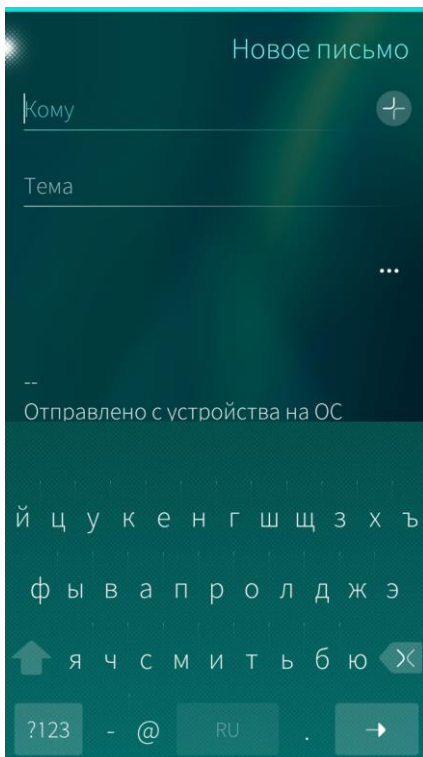 Новое письмо
Кому
Тема
...
--
Отправлено с устройства на ОС
й ц у к е н г ш щ з х ъ
ф ы в а п р о л д ж э
я ч с м и т ь б ю
?123 - @ RU .